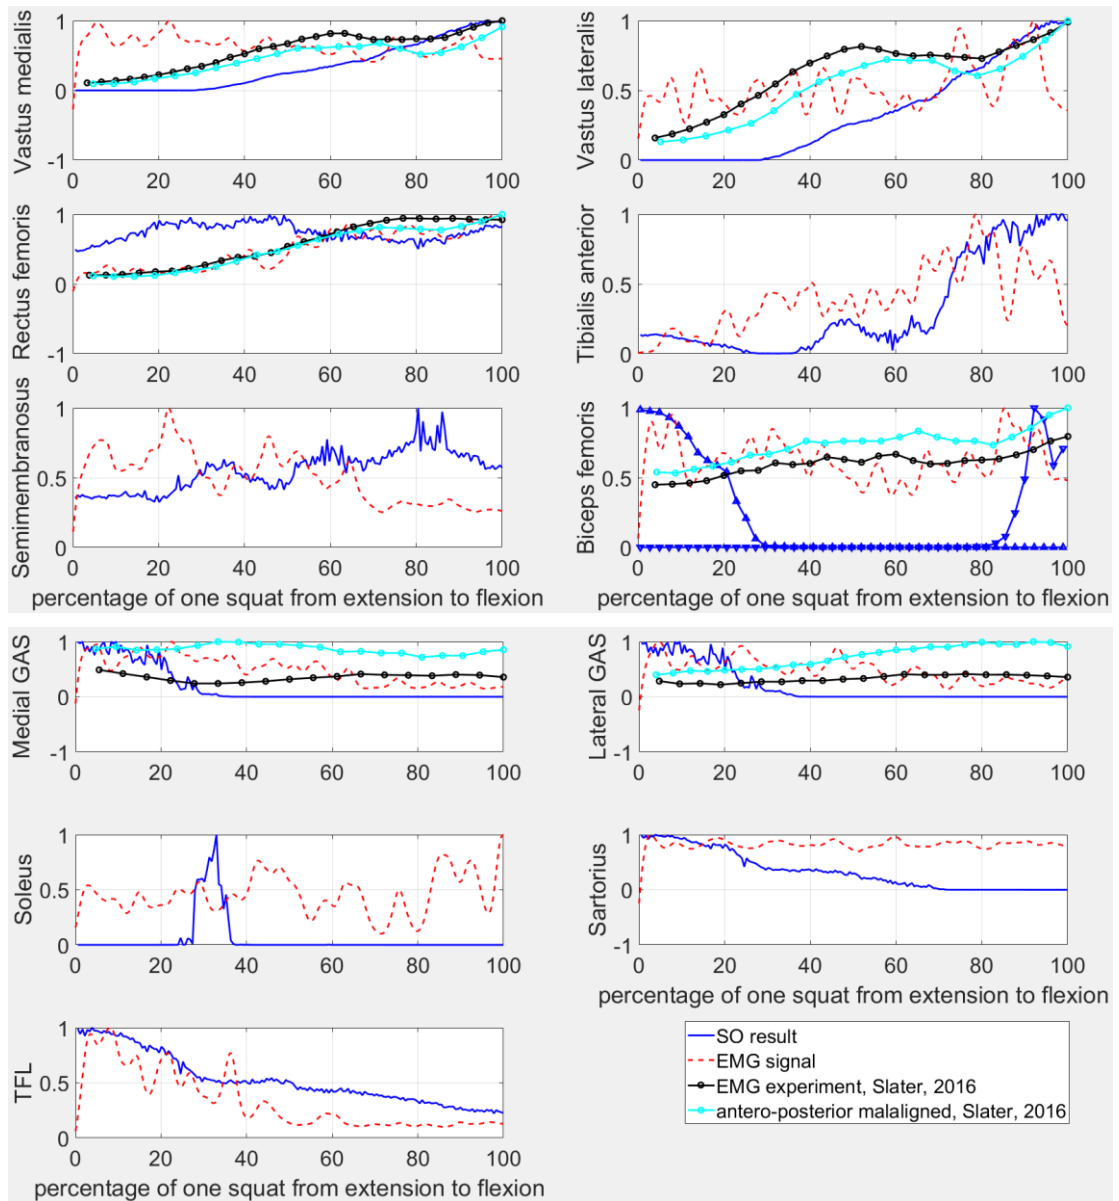 Vastus medialis
1
0
-1
0 20 40 60 80 100
Vastus lateralis
1
0.5
0
0 20 40 60 80 100
Rectus femoris
1
0
-1
0 20 40 60 80 100
Tibialis anterior
1
0.5
0
0 20 40 60 80 100
Semimembranosus
1
0.5
0
0 20 40 60 80 100
percentage of one squat from extension to flexion
Biceps femoris
1
0.5
0
0 20 40 60 80 100
percentage of one squat from extension to flexion
Medial GAS
1
0
-1
0 20 40 60 80 100
Lateral GAS
1
0
-1
0 20 40 60 80 100
Soleus
1
0.5
0
0 20 40 60 80 100
Sartorius
1
0
-1
0 20 40 60 80 100
percentage of one squat from extension to flexion
TFL
1
0.5
0
0 20 40 60 80 100
percentage of one squat from extension to flexion
SO result
EMG signal
EMG experiment, Slater, 2016
antero-posterior malaligned, Slater, 2016